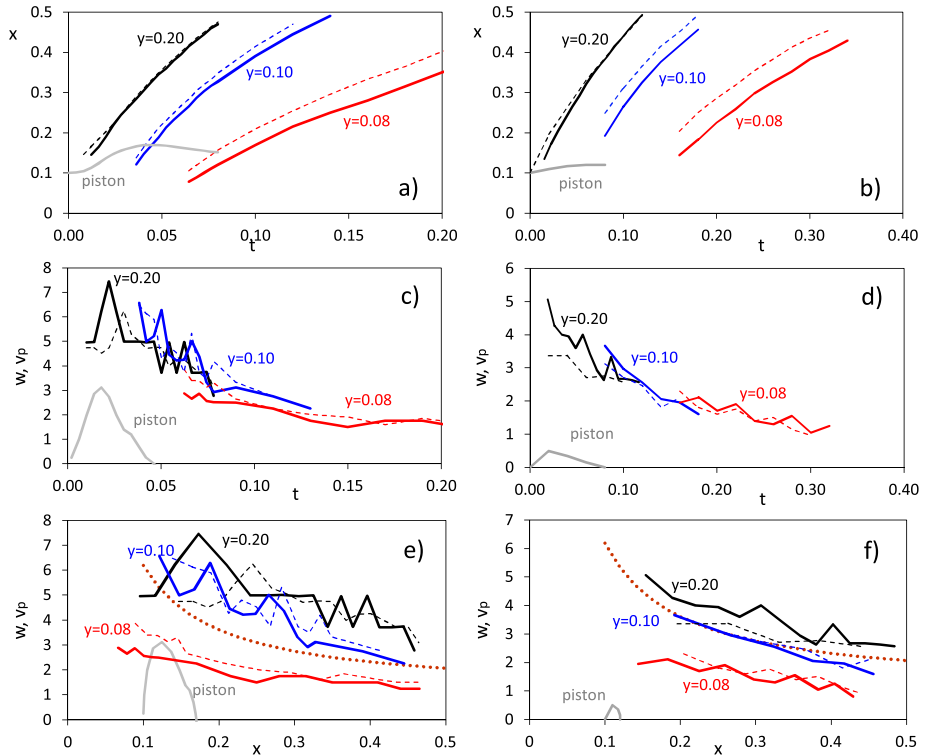 0.5 0.5
x y=0.20 x y=0.20
0.4 0.4
y=0.10 y=0.10
0.3 0.3
0.2 y=0.08 0.2 y=0.08
0.1 piston a) 0.1 piston b)
0 0
0.00 0.05 0.10 0.15 0.20 0.00 0.10 0.20 0.30 0.40
t t
8 y=0.20 c) 6 d)
7 5 y=0.20
6
w, vp 5 y=0.10 w, vp 4 y=0.10
4 3
3 y=0.08 2 y=0.08
2 piston
1 1 piston
0 0
0.00 0.05 0.10 0.15 0.20 0.00 0.10 0.20 0.30 0.40
t t
8 y=0.10 y=0.20 e) 7 f)
7 6
6 5 y=0.20
w, vp 5 w, vp 4
4 y=0.08 3 y=0.10
3 2
2 piston y=0.08
1 1 piston
0 0
0 0.1 0.2 0.3 0.4 0.5 0 0.1 0.2 0.3 0.4 0.5
x x